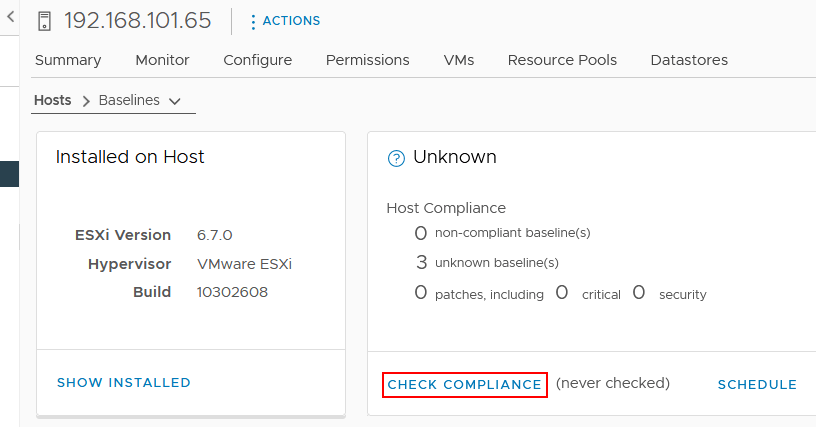 192.168.101.65 ACTIONS
Summary Monitor Configure Permissions VMs Resource Pools Datastores
Hosts Baselines
Installed on Host
ESXi Version 6.7.0
Hypervisor VMware ESXi
Build 10302608
SHOW INSTALLED
? Unknown
Host Compliance
0 non-compliant baseline(s)
3 unknown baseline(s)
0 patches, including 0 critical 0 security
CHECK COMPLIANCE (never checked) SCHEDULE